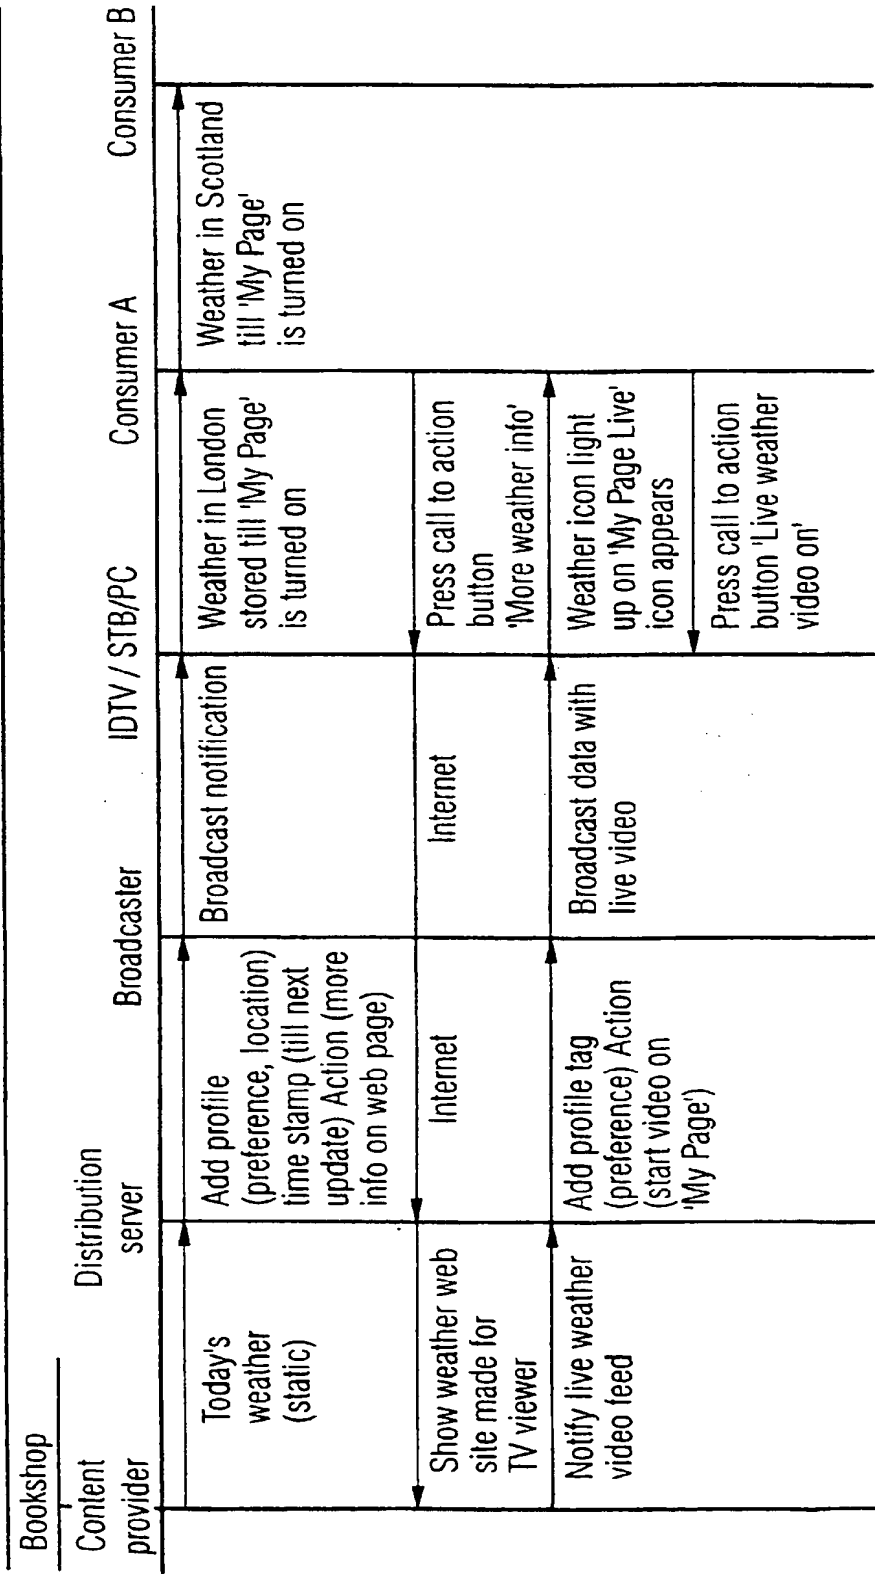 Bookshop
Content
provider
Distribution
server
Broadcaster
IDTV / STB/PC
Consumer A
Consumer B
Today's
weather
(static)
Add profile
(preference, location)
time stamp (till next
update) Action (more
info on web page)
Broadcast notification
Weather in London
stored till 'My Page'
is turned on
Weather in Scotland
till 'My Page'
is turned on
Show weather web
site made for
TV viewer
Internet
Internet
Press call to action
button
'More weather info'
Notify live weather
video feed
Add profile tag
(preference) Action
(start video on
'My Page')
Broadcast data with
live video
Weather icon light
up on 'My Page Live'
icon appears
Press call to action
button 'Live weather
video on'